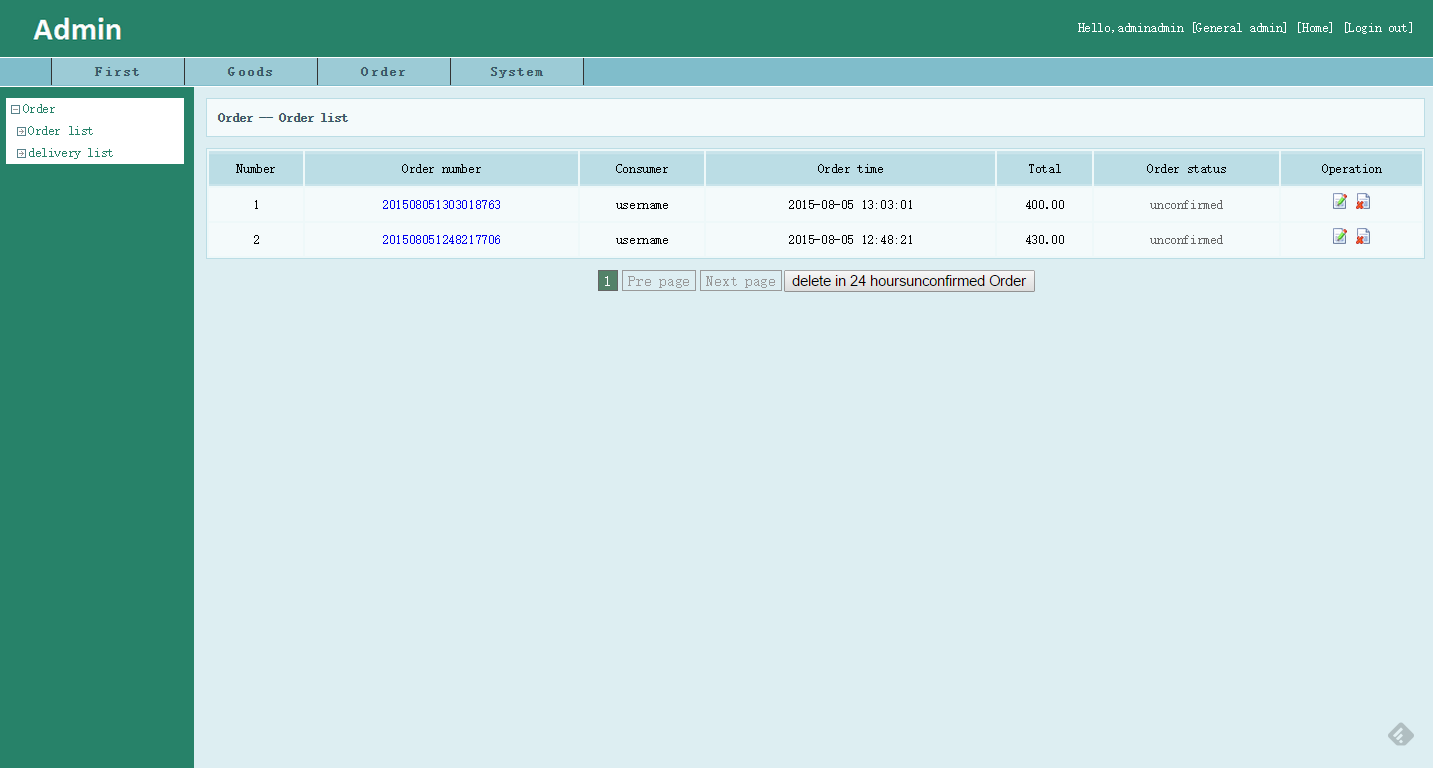 Admin
Hello,adminadmin [General admin] [Home] [Login out]
First Goods Order System
Order
Order list
delivery list
Order — Order list
Number Order number Consumer Order time Total Order status Operation
1 201508051303018763 username 2015-08-05 13:03:01 400.00 unconfirmed
2 201508051248217706 username 2015-08-05 12:48:21 430.00 unconfirmed
1 Pre page Next page delete in 24 hoursunconfirmed Order